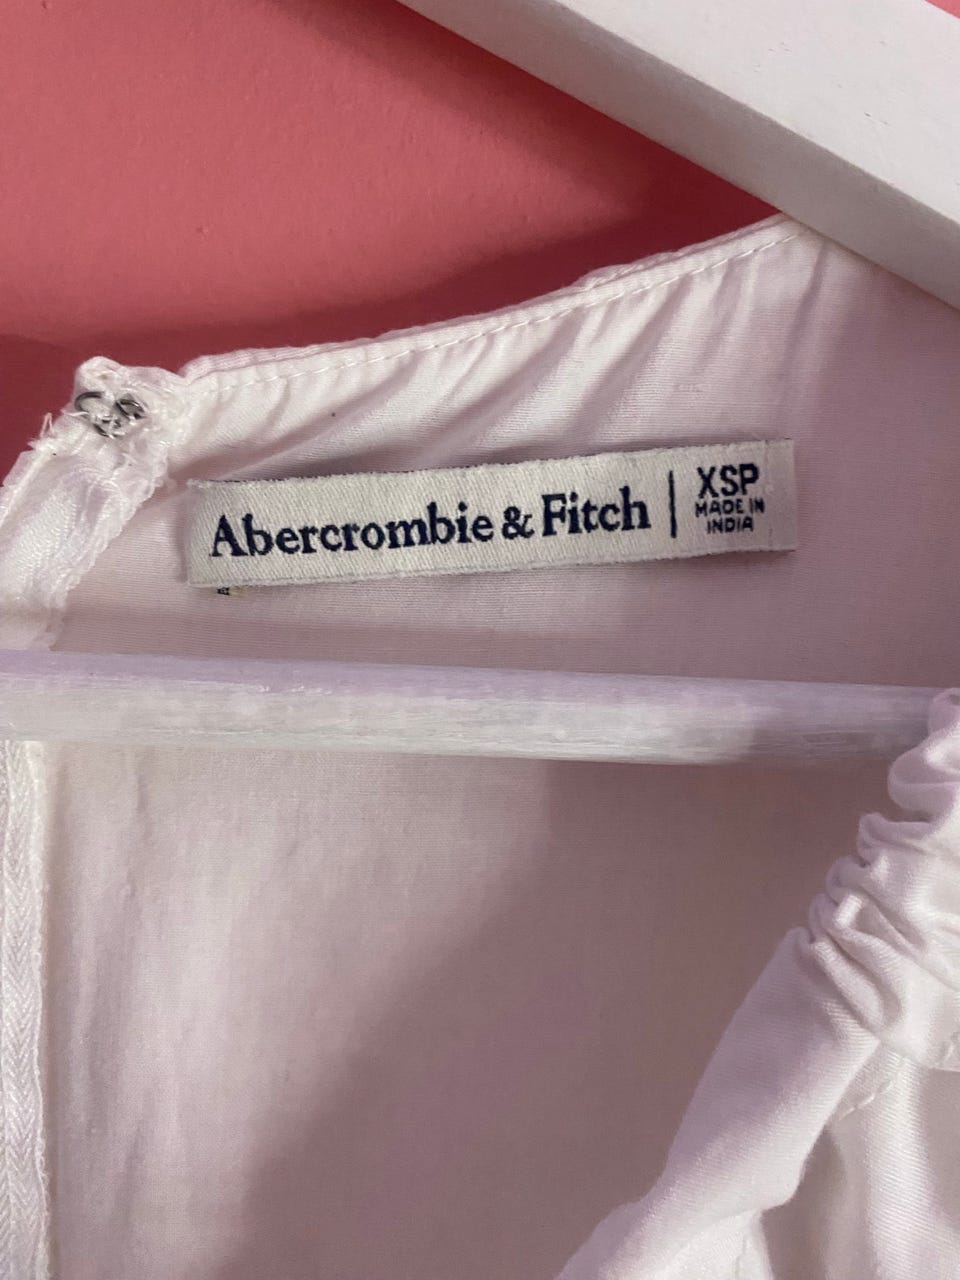 Abercrombie & Fitch | XSP
MADE IN
INDIA